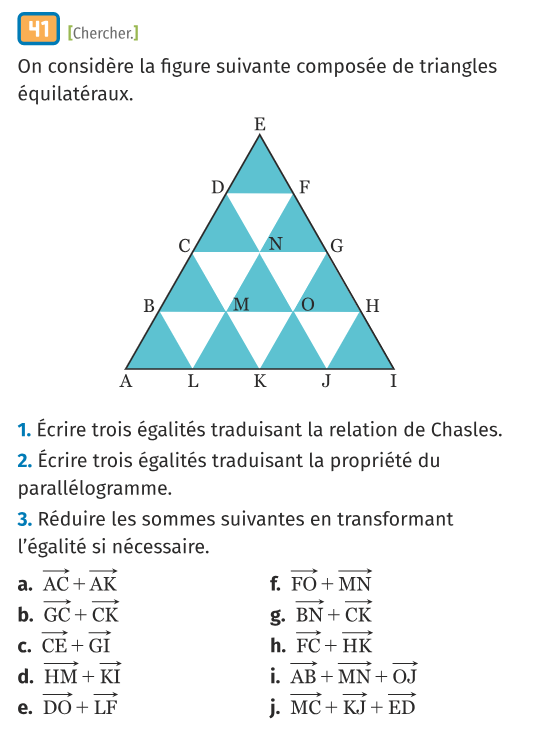 41 [Chercher.]
On considère la figure suivante composée de triangles
équilatéraux.
E
D F
C N G
B M O H
A L K J I
1. Écrire trois égalités traduisant la relation de Chasles.
2. Écrire trois égalités traduisant la propriété du
parallélogramme.
3. Réduire les sommes suivantes en transformant
l’égalité si nécessaire.
a. $\overrightarrow{AC} + \overrightarrow{AK}$ f. $\overrightarrow{FO} + \overrightarrow{MN}$
b. $\overrightarrow{GC} + \overrightarrow{CK}$ g. $\overrightarrow{BN} + \overrightarrow{CK}$
c. $\overrightarrow{CE} + \overrightarrow{GI}$ h. $\overrightarrow{FC} + \overrightarrow{HK}$
d. $\overrightarrow{HM} + \overrightarrow{KI}$ i. $\overrightarrow{AB} + \overrightarrow{MN} + \overrightarrow{OJ}$
e. $\overrightarrow{DO} + \overrightarrow{LF}$ j. $\overrightarrow{MC} + \overrightarrow{KJ} + \overrightarrow{ED}$